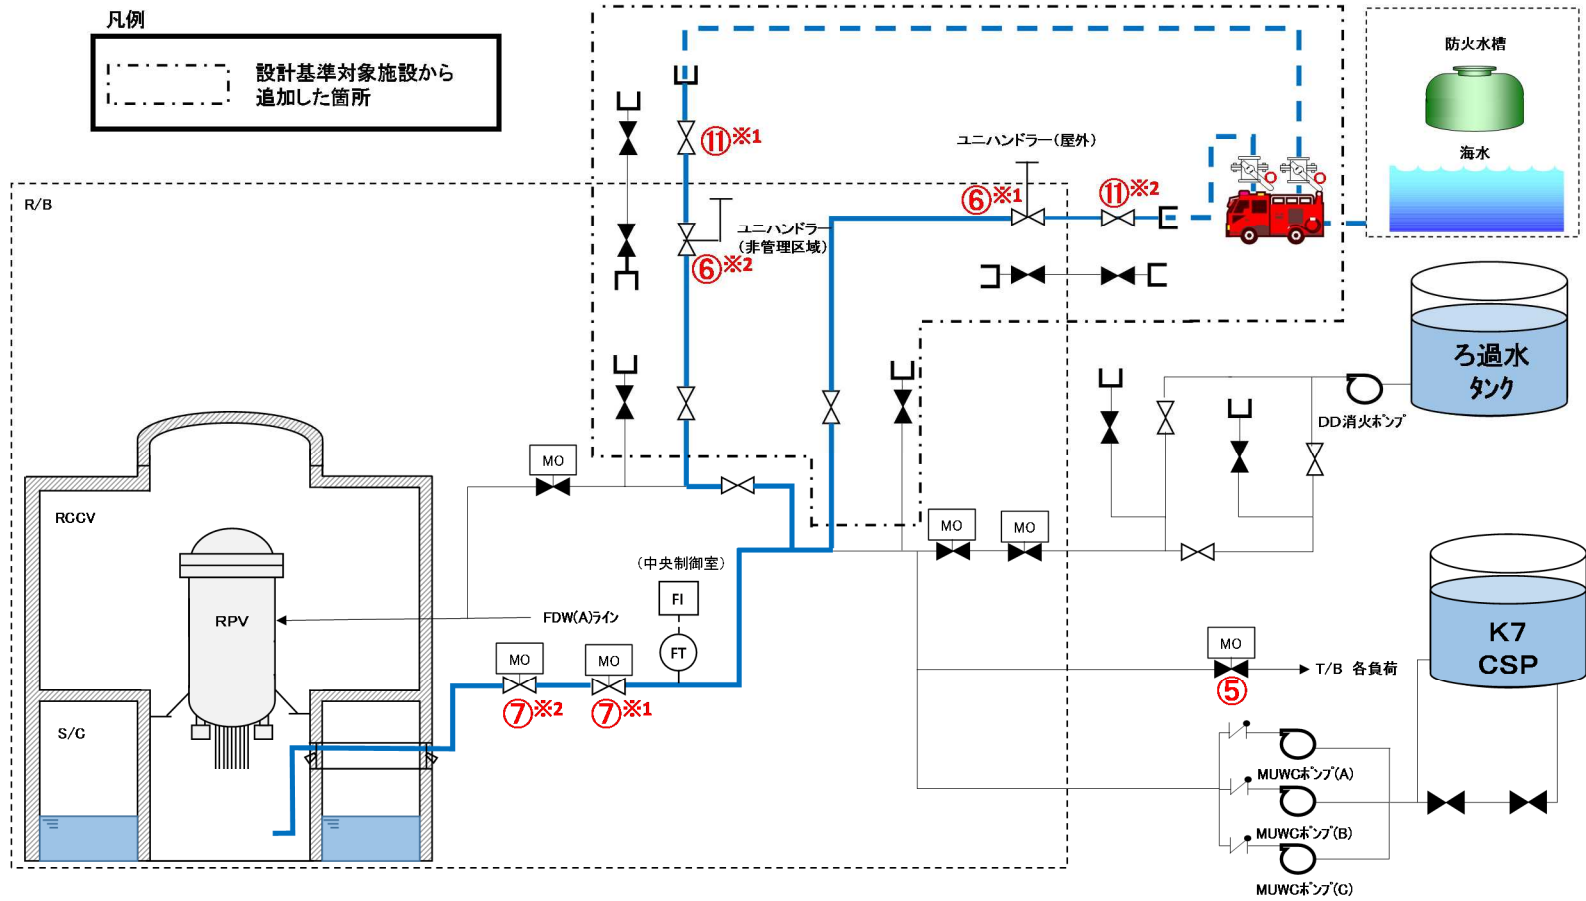 凡例
設計基準対象施設から
追加した箇所
防火水槽
海水
ユニハンドラー(屋外)
⑪※1
⑥※1
⑪※2
R/B
ユニハンドラー
(非管理区域)
⑥※2
ろ過水
タンク
DD消火ポンプ
MO
RCCV
MO
MO
(中央制御室)
FI
RPV
FDW(A)ライン
FT
MO
MO
MO
K7
CSP
T/B 各負荷
⑤
⑦※2
⑦※1
S/C
MUWCポンプ(A)
MUWCポンプ(B)
MUWCポンプ(C)